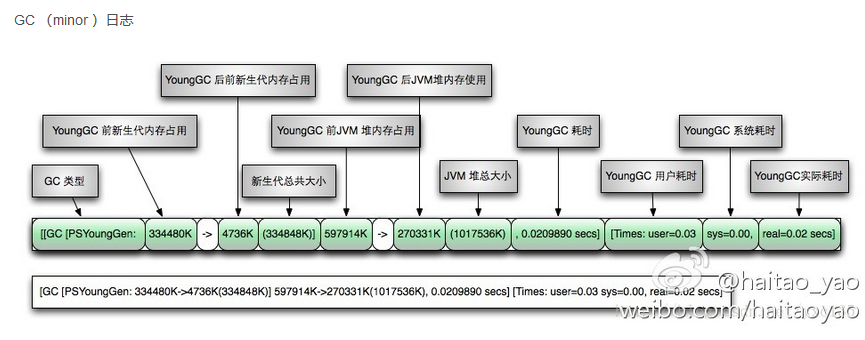 GC （minor ）日志
YoungGC 后前新生代内存占用
YoungGC 后JVM堆内存使用
YoungGC 前新生代内存占用
YoungGC 前JVM 堆内存占用
YoungGC 耗时
YoungGC 系统耗时
GC 类型
新生代总共大小
JVM 堆总大小
YoungGC 用户耗时
YoungGC实际耗时
[[GC [PSYoungGen: 334480K -> 4736K (334848K)] 597914K -> 270331K (1017536K) , 0.0209890 secs] [Times: user=0.03 sys=0.00, real=0.02 secs]
[GC [PSYoungGen: 334480K->4736K(334848K)] 597914K->270331K(1017536K), 0.0209890 secs] [Times: user=0.03 sys=0.00, real=0.02 secs]
@haitao_yao
weibo.com/haitaoyao